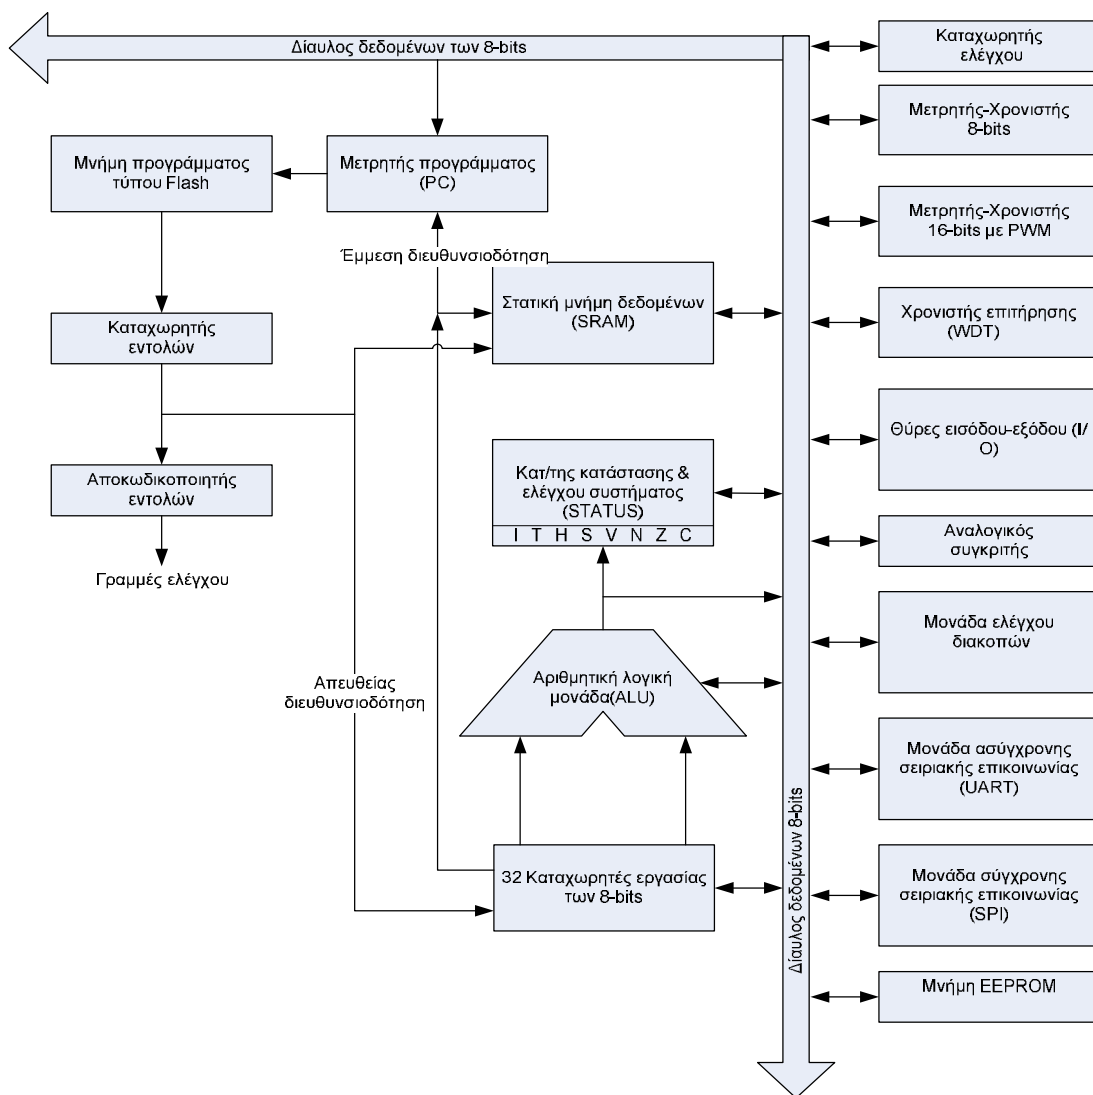 Δίαυλος δεδομένων των 8-bits
Καταχωρητής
ελέγχου
Μετρητής-Χρονιστής
8-bits
Μνήμη προγράμματος
τύπου Flash
Μετρητής προγράμματος
(PC)
Μετρητής-Χρονιστής
16-bits με PWM
Έμμεση διευθυνσιοδότηση
Στατική μνήμη δεδομένων
(SRAM)
Χρονιστής επιτήρησης
(WDT)
Καταχωρητής
εντολών
Θύρες εισόδου-εξόδου (I/
O)
Αποκωδικοποιητής
εντολών
Κατ/της κατάστασης &
ελέγχου συστήματος
(STATUS)
I T H S V N Z C
Αναλογικός
συγκριτής
Γραμμές ελέγχου
Μονάδα ελέγχου
διακοπών
Αριθμητική λογική
μονάδα(ALU)
Απευθείας
διευθυνσιοδότηση
Μονάδα ασύγχρονης
σειριακής επικοινωνίας
(UART)
Δίαυλος δεδομένων 8-bits
32 Καταχωρητές εργασίας
των 8-bits
Μονάδα σύγχρονης
σειριακής επικοινωνίας
(SPI)
Μνήμη EEPROM